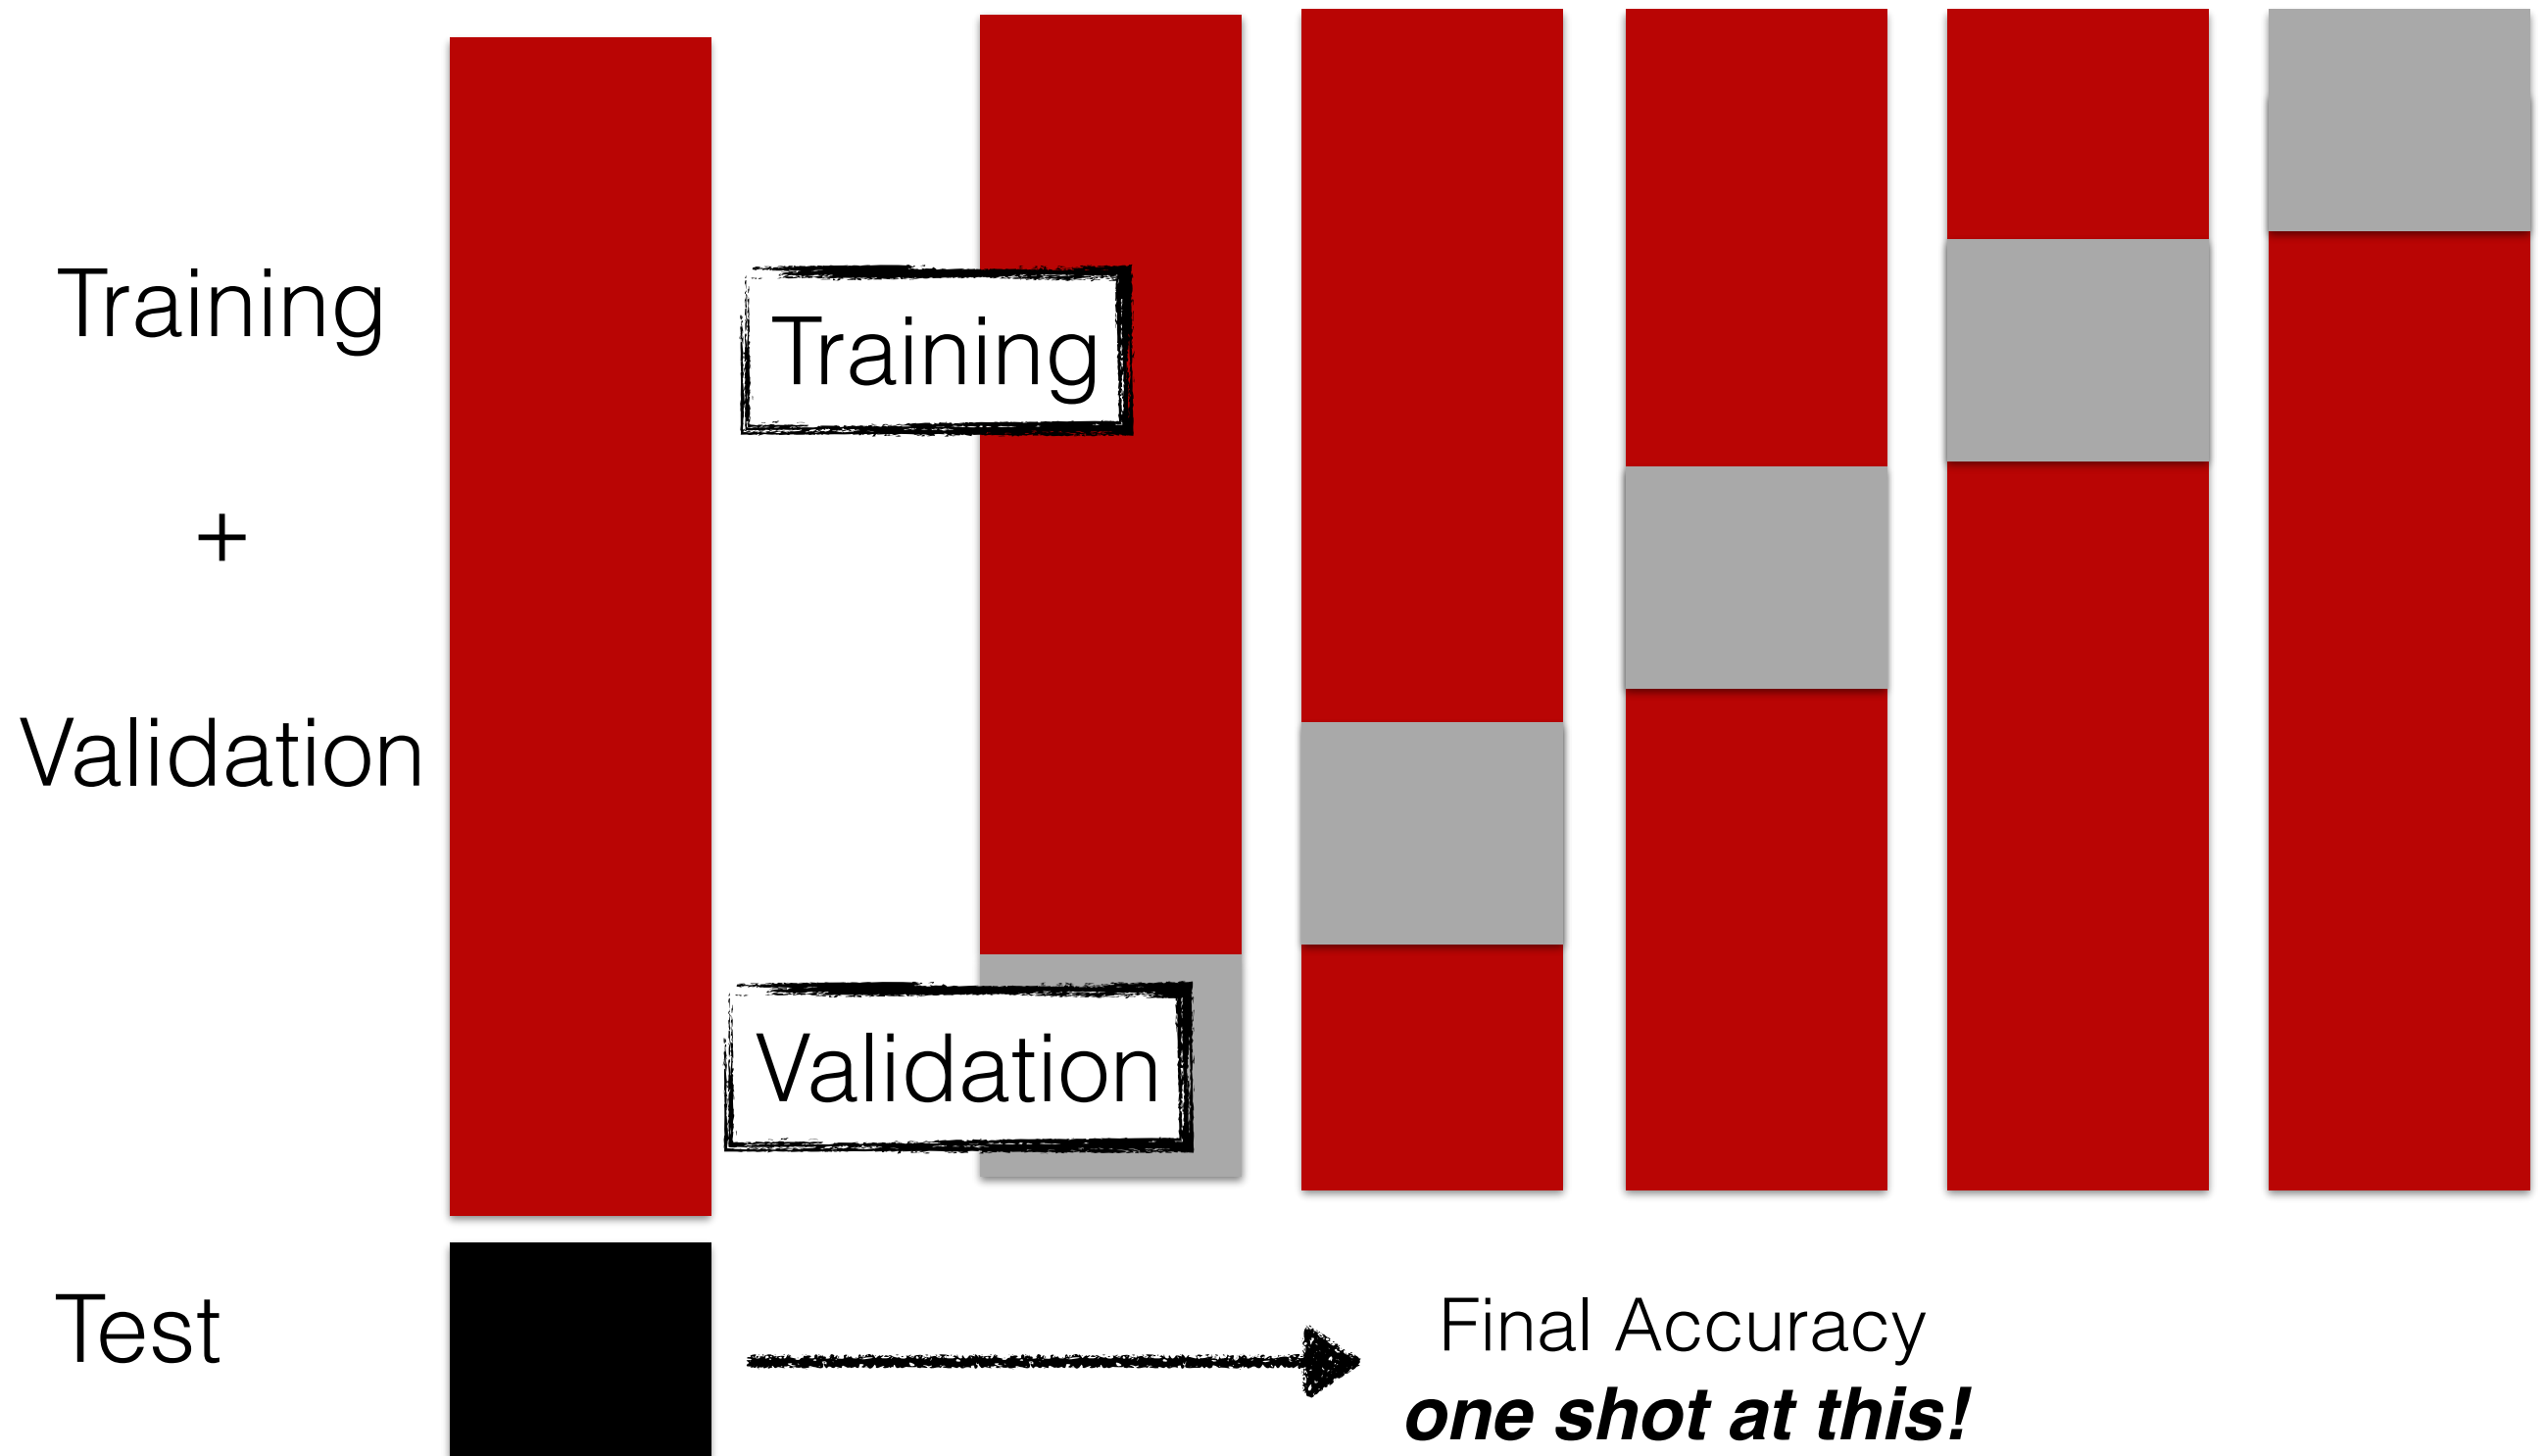 Training
+
Validation
Training
Validation
Test
Final Accuracy
one shot at this!